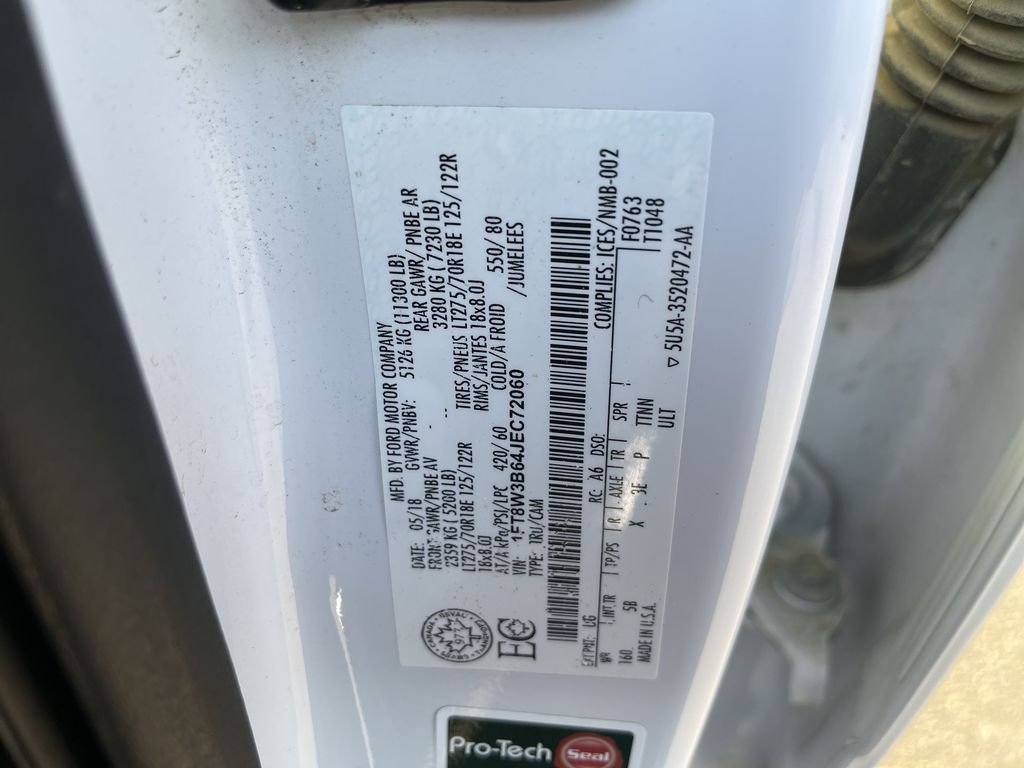 MFD. BY FORD MOTOR COMPANY
DATE: 05/18 GVWR/PNBV: 5126 KG (11300 LB)
FRONT GAWR/PNBE AV REAR GAWR/ PNBE AR
2359 KG ( 5200 LB) 3280 KG ( 7230 LB)
LT275/70R18E 125/122R TIRES/PNEUS LT275/70R18E 125/122R
18x8.0J RIMS/JANTES 18x8.0J
AT/A kPa/PSI/LPC 420/ 60 COLD/A FROID 550/ 80
VIN: 1FT8W3B64JEC72060 /JUMELEES
TYPE: TRU/CAM
EXT PNT: RC: A6 DSO: COMPLIES: ICES/NMB-002
WB INT TR TP/PS R AXLE TR SPR F0763
160. SB X 3E P TTNN T1048
MADE IN U.S.A. ULT
5U5A-3520472-AA
CANADA
EC
Pro-Tech
Seal